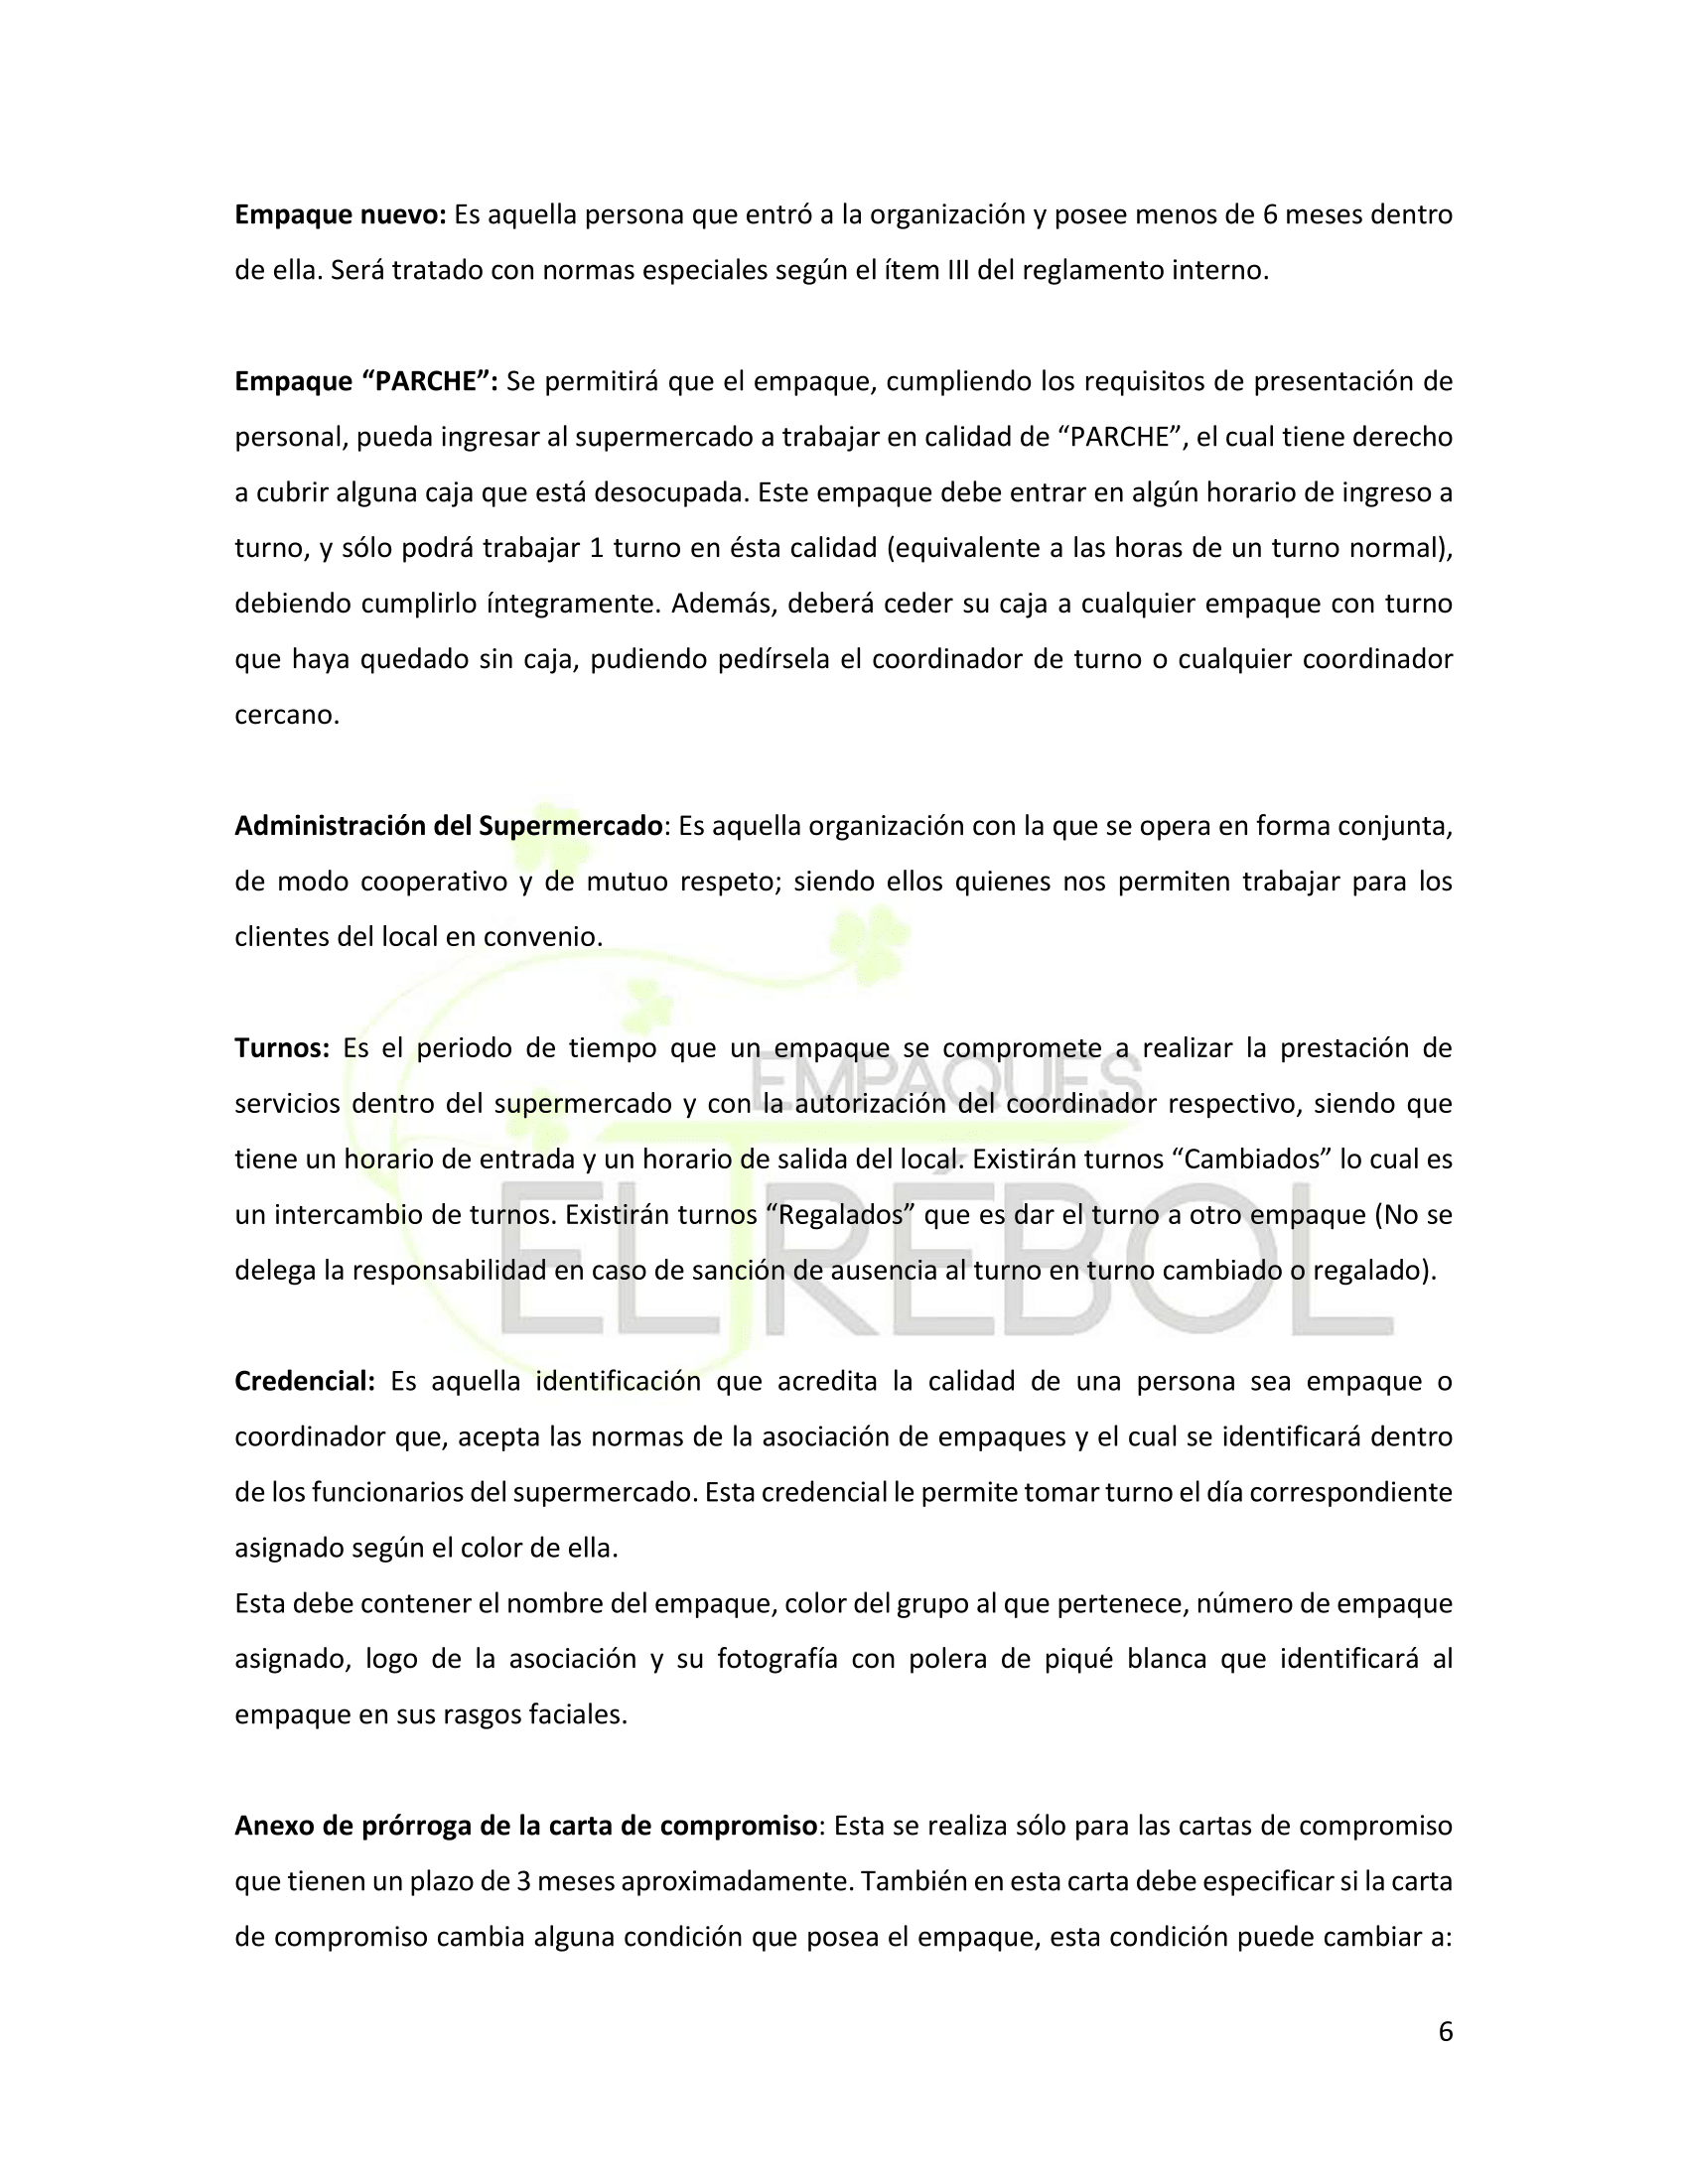 Empaque nuevo: Es aquella persona que entró a la organización y posee menos de 6 meses dentro
de ella. Será tratado con normas especiales según el ítem III del reglamento interno.
Empaque “PARCHE”: Se permitirá que el empaque, cumpliendo los requisitos de presentación de
personal, pueda ingresar al supermercado a trabajar en calidad de “PARCHE”, el cual tiene derecho
a cubrir alguna caja que está desocupada. Este empaque debe entrar en algún horario de ingreso a
turno, y sólo podrá trabajar 1 turno en ésta calidad (equivalente a las horas de un turno normal),
debiendo cumplirlo íntegramente. Además, deberá ceder su caja a cualquier empaque con turno
que haya quedado sin caja, pudiendo pedírsela el coordinador de turno o cualquier coordinador
cercano.
Administración del Supermercado: Es aquella organización con la que se opera en forma conjunta,
de modo cooperativo y de mutuo respeto; siendo ellos quienes nos permiten trabajar para los
clientes del local en convenio.
Turnos: Es el periodo de tiempo que un empaque se compromete a realizar la prestación de
servicios dentro del supermercado y con la autorización del coordinador respectivo, siendo que
tiene un horario de entrada y un horario de salida del local. Existirán turnos “Cambiados” lo cual es
un intercambio de turnos. Existirán turnos “Regalados” que es dar el turno a otro empaque (No se
delega la responsabilidad en caso de sanción de ausencia al turno en turno cambiado o regalado).
EMPAQUES
EL TRÉBOL
Credencial: Es aquella identificación que acredita la calidad de una persona sea empaque o
coordinador que, acepta las normas de la asociación de empaques y el cual se identificará dentro
de los funcionarios del supermercado. Esta credencial le permite tomar turno el día correspondiente
asignado según el color de ella.
Esta debe contener el nombre del empaque, color del grupo al que pertenece, número de empaque
asignado, logo de la asociación y su fotografía con polera de piqué blanca que identificará al
empaque en sus rasgos faciales.
Anexo de prórroga de la carta de compromiso: Esta se realiza sólo para las cartas de compromiso
que tienen un plazo de 3 meses aproximadamente. También en esta carta debe especificar si la carta
de compromiso cambia alguna condición que posea el empaque, esta condición puede cambiar a:
6